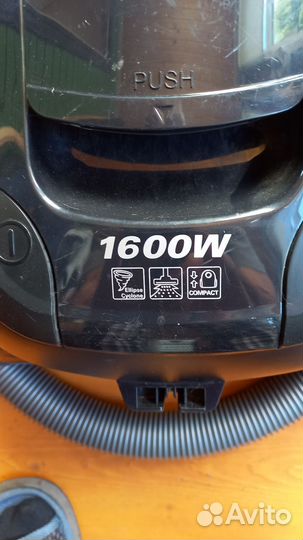 PUSH
1600W
Ellipse
Cyclone
COMPACT
Avito